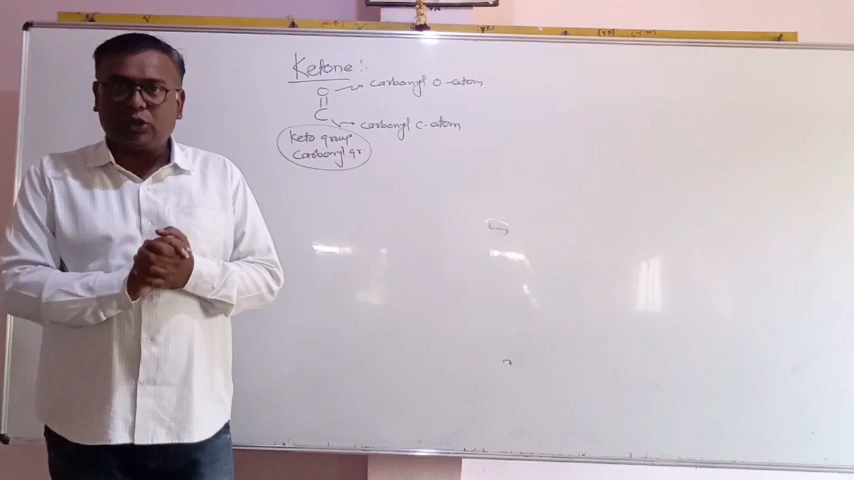 Ketone:.
O → Carbonyl O-atom
||
C → Carbonyl C-atom
Keto group
Carbonyl gr.